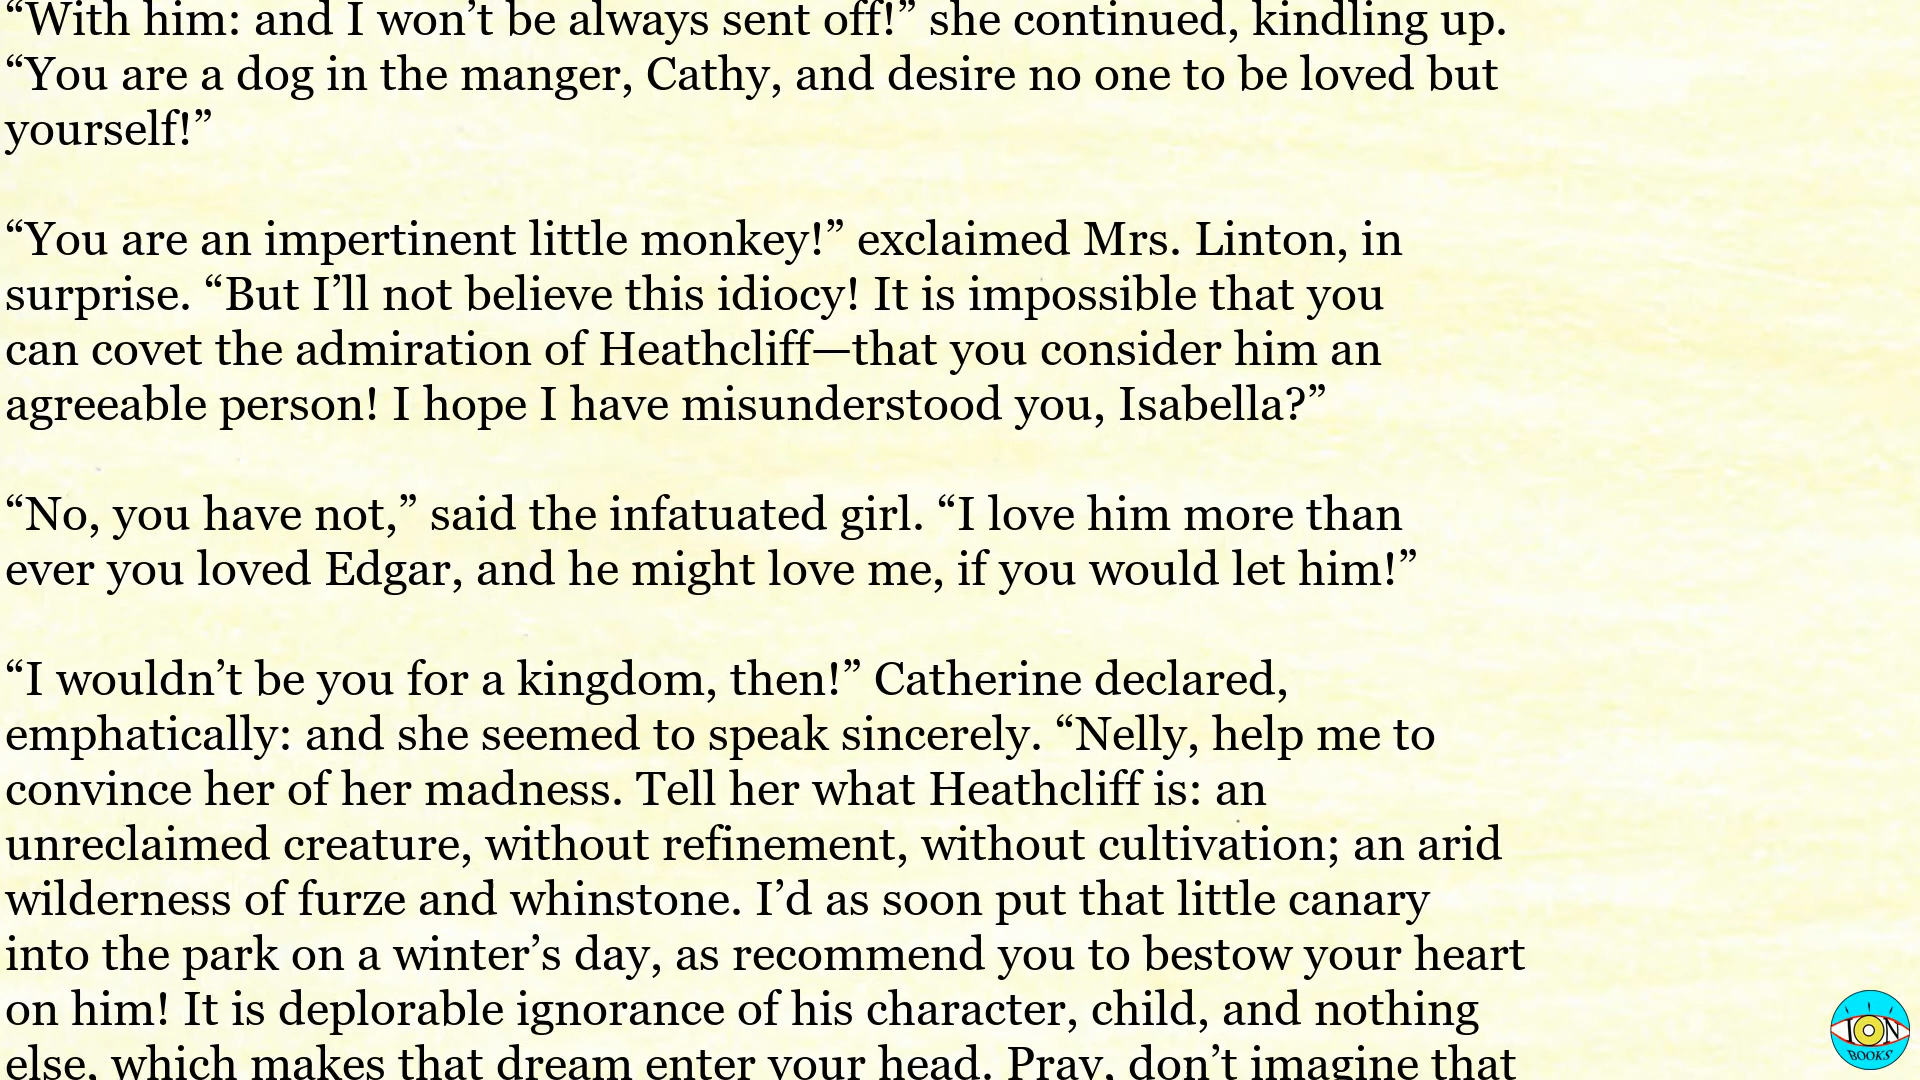 “With him: and I won’t be always sent off!” she continued, kindling up.
“You are a dog in the manger, Cathy, and desire no one to be loved but
yourself!”
“You are an impertinent little monkey!” exclaimed Mrs. Linton, in
surprise. “But I’ll not believe this idiocy! It is impossible that you
can covet the admiration of Heathcliff—that you consider him an
agreeable person! I hope I have misunderstood you, Isabella?”
“No, you have not,” said the infatuated girl. “I love him more than
ever you loved Edgar, and he might love me, if you would let him!”
“I wouldn’t be you for a kingdom, then!” Catherine declared,
emphatically: and she seemed to speak sincerely. “Nelly, help me to
convince her of her madness. Tell her what Heathcliff is: an
unreclaimed creature, without refinement, without cultivation; an arid
wilderness of furze and whinstone. I’d as soon put that little canary
into the park on a winter’s day, as recommend you to bestow your heart
on him! It is deplorable ignorance of his character, child, and nothing
else, which makes that dream enter your head. Pray, don’t imagine that
ION
BOOKS